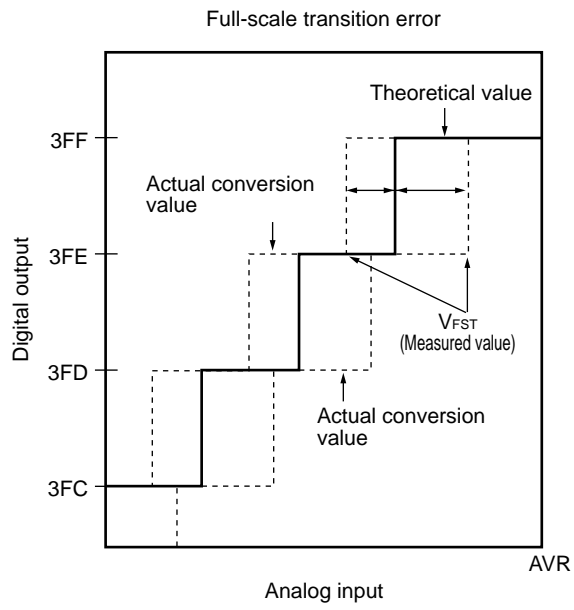 Full-scale transition error
Theoretical value
3FF
Actual conversion
value
3FE
Digital output
VFST
(Measured value)
3FD
Actual conversion
value
3FC
AVR
Analog input